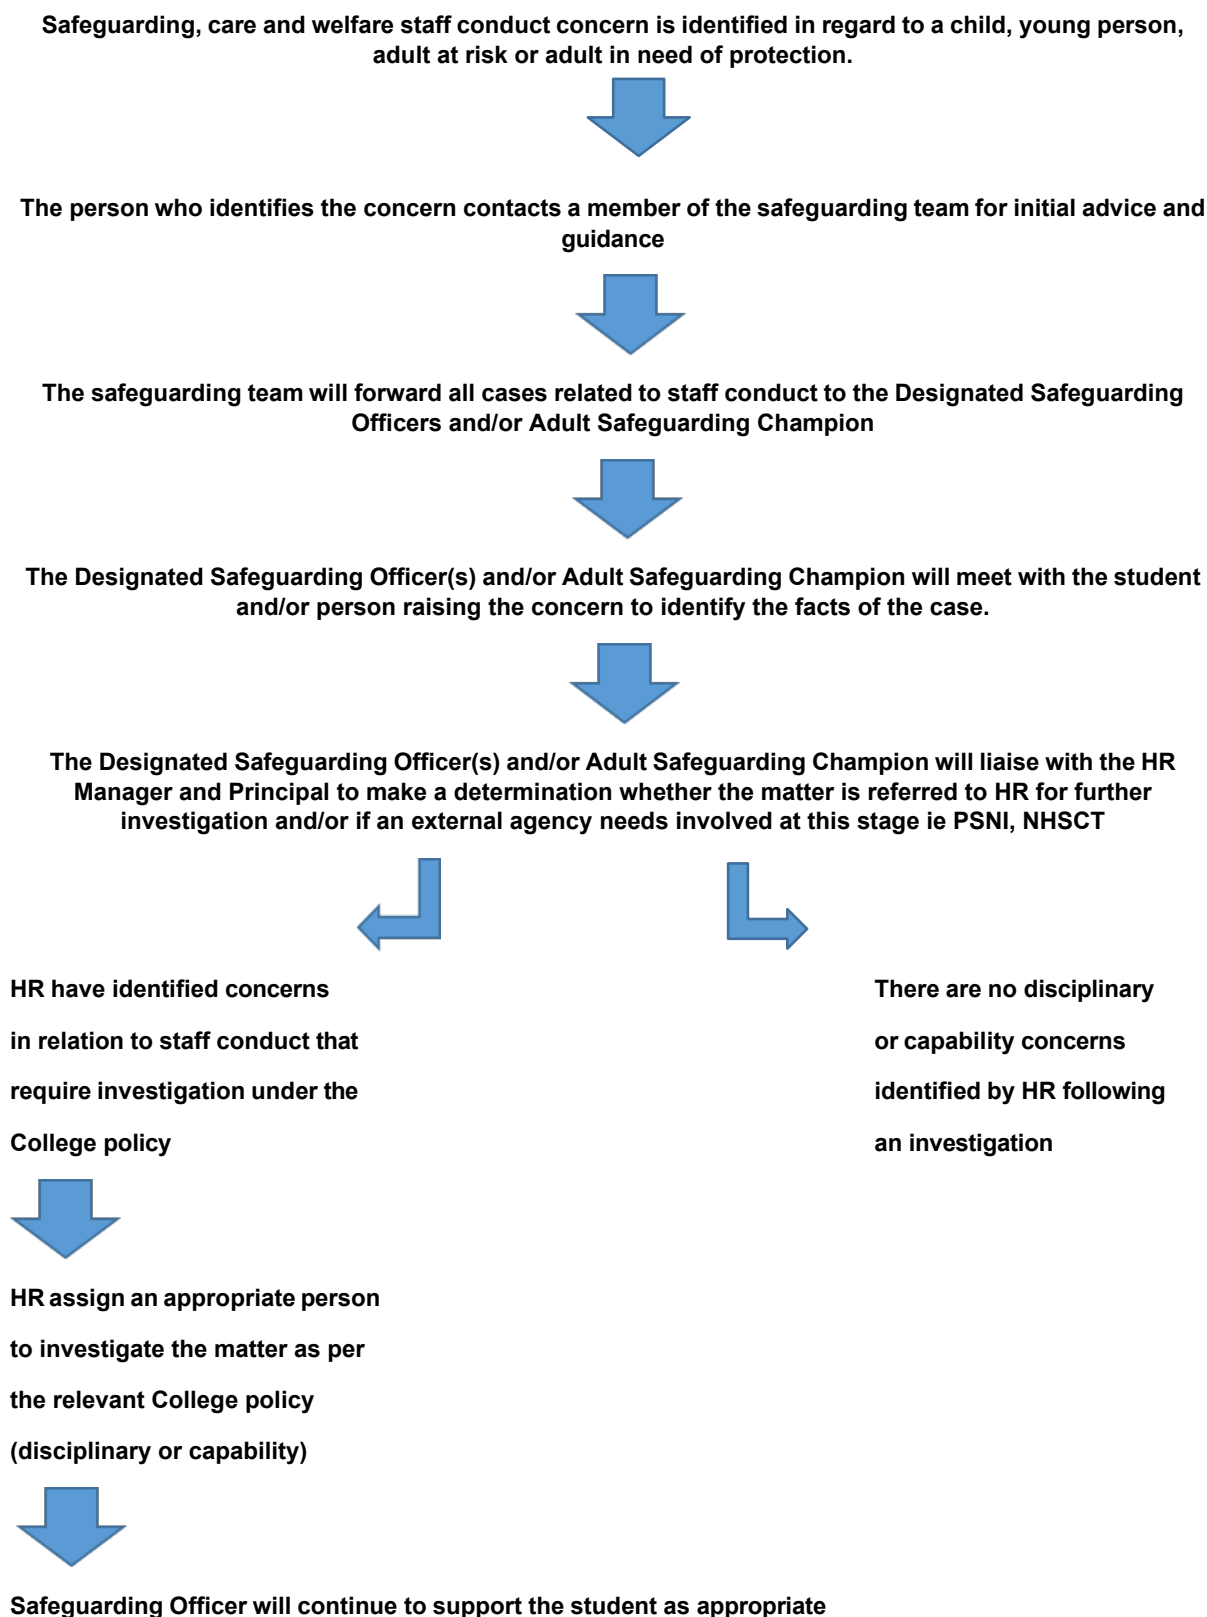 Safeguarding, care and welfare staff conduct concern is identified in regard to a child, young person,
adult at risk or adult in need of protection.
The person who identifies the concern contacts a member of the safeguarding team for initial advice and
guidance
The safeguarding team will forward all cases related to staff conduct to the Designated Safeguarding
Officers and/or Adult Safeguarding Champion
The Designated Safeguarding Officer(s) and/or Adult Safeguarding Champion will meet with the student
and/or person raising the concern to identify the facts of the case.
The Designated Safeguarding Officer(s) and/or Adult Safeguarding Champion will liaise with the HR
Manager and Principal to make a determination whether the matter is referred to HR for further
investigation and/or if an external agency needs involved at this stage ie PSNI, NHSCT
HR have identified concerns
in relation to staff conduct that
require investigation under the
College policy
There are no disciplinary
or capability concerns
identified by HR following
an investigation
HR assign an appropriate person
to investigate the matter as per
the relevant College policy
(disciplinary or capability)
Safeguarding Officer will continue to support the student as appropriate